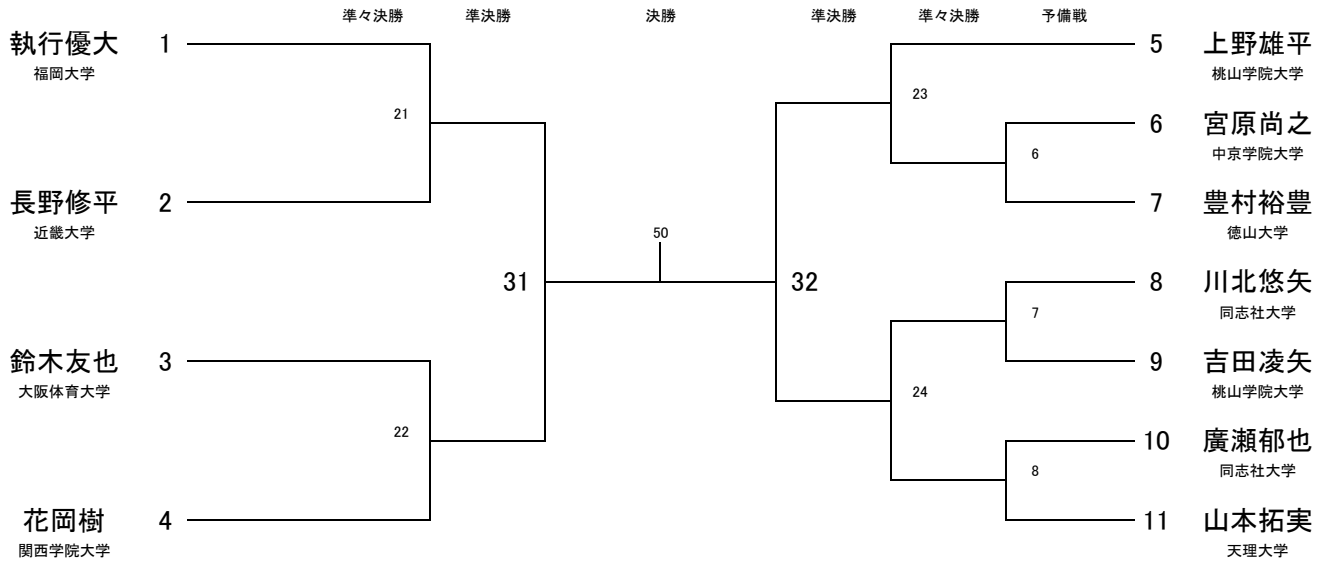 準々決勝 準決勝 決勝 準決勝 準々決勝 予備戦
執行優大 1
福岡大学
5 上野雄平
桃山学院大学
21
23
6 宮原尚之
中京学院大学
6
長野修平 2
近畿大学
7 豊村裕豊
徳山大学
50
31
32
8 川北悠矢
同志社大学
7
鈴木友也 3
大阪体育大学
9 吉田凌矢
桃山学院大学
22
24
10 廣瀬郁也
同志社大学
8
花岡樹 4
関西学院大学
11 山本拓実
天理大学